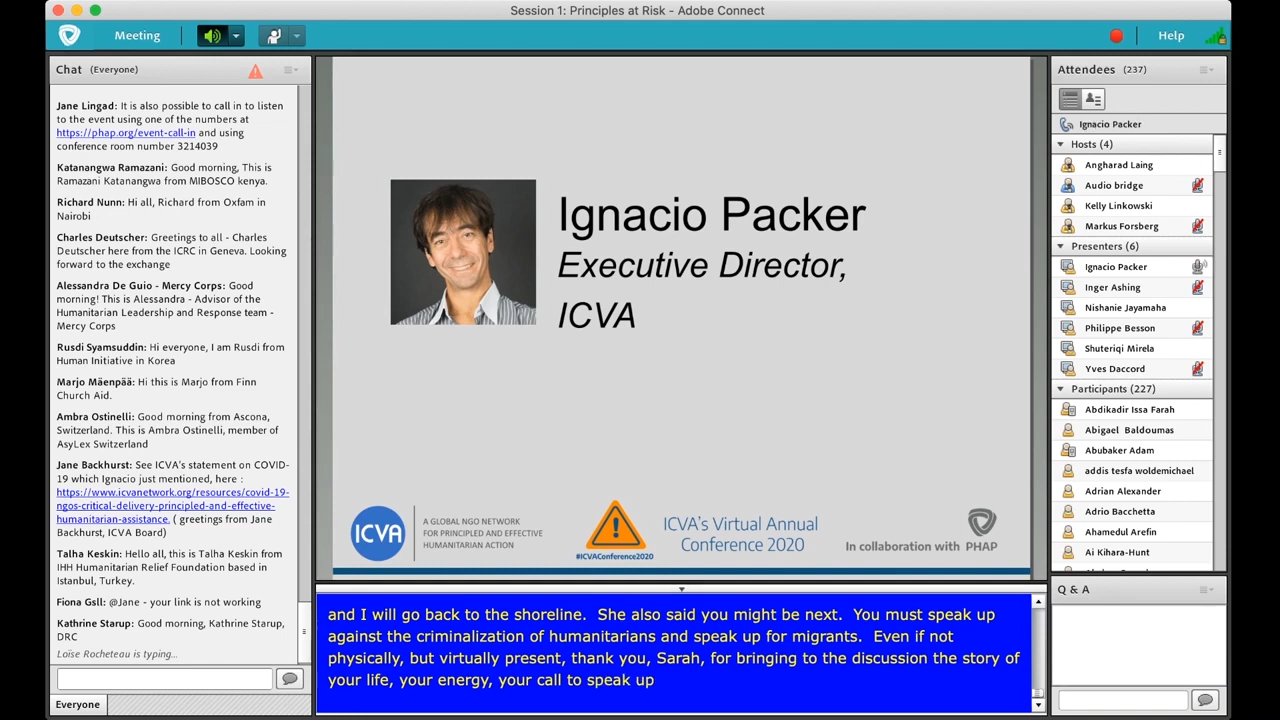 Session 1: Principles at Risk - Adobe Connect
Meeting
Help
Chat (Everyone)
Jane Lingad: It is also possible to call in to listen
to the event using one of the numbers at
https://phap.org/event-call-in and using
conference room number 3214039
Katanangwa Ramazani: Good morning, This is
Ramazani Katanangwa from MIBOSCO kenya.
Richard Nunn: Hi all, Richard from Oxfam in
Nairobi
Charles Deutscher: Greetings to all - Charles
Deutscher here from the ICRC in Geneva. Looking
forward to the exchange
Alessandra De Guio - Mercy Corps: Good
morning! This is Alessandra - Advisor of the
Humanitarian Leadership and Response team -
Mercy Corps
Rusdi Syamsuddin: Hi everyone, I am Rusdi from
Human Initiative in Korea
Marjo Mäenpää: Hi this is Marjo from Finn
Church Aid.
Ambra Ostinelli: Good morning from Ascona,
Switzerland. This is Ambra Ostinelli, member of
AsyLex Switzerland
Jane Backhurst: See ICVA's statement on COVID-
19 which Ignacio just mentioned, here :
https://www.icvanetwork.org/resources/covid-19-
ngos-critical-delivery-principled-and-effective-
humanitarian-assistance. ( greetings from Jane
Backhurst, ICVA Board)
Talha Keskin: Hello all, this is Talha Keskin from
IHH Humanitarian Relief Foundation based in
Istanbul, Turkey.
Fiona Gsll: @Jane - your link is not working
Kathrine Starup: Good morning, Kathrine Starup,
DRC
Loïse Rocheteau is typing...
Everyone
Ignacio Packer
Executive Director,
ICVA
ICVA
A GLOBAL NGO NETWORK
FOR PRINCIPLED AND EFFECTIVE
HUMANITARIAN ACTION
#ICVAConference2020
ICVA's Virtual Annual
Conference 2020
In collaboration with PHAP
and I will go back to the shoreline. She also said you might be next. You must speak up
against the criminalization of humanitarians and speak up for migrants. Even if not
physically, but virtually present, thank you, Sarah, for bringing to the discussion the story of
your life, your energy, your call to speak up
Attendees (237)
Ignacio Packer
Hosts (4)
Angharad Laing
Audio bridge
Kelly Linkowski
Markus Forsberg
Presenters (6)
Ignacio Packer
Inger Ashing
Nishanie Jayamaha
Philippe Besson
Shuteriqi Mirela
Yves Daccord
Participants (227)
Abdikadir Issa Farah
Abigael Baldoumas
Abubaker Adam
addis tesfa woldemichael
Adrian Alexander
Adrio Bacchetta
Ahamedul Arefin
Ai Kihara-Hunt
Q & A